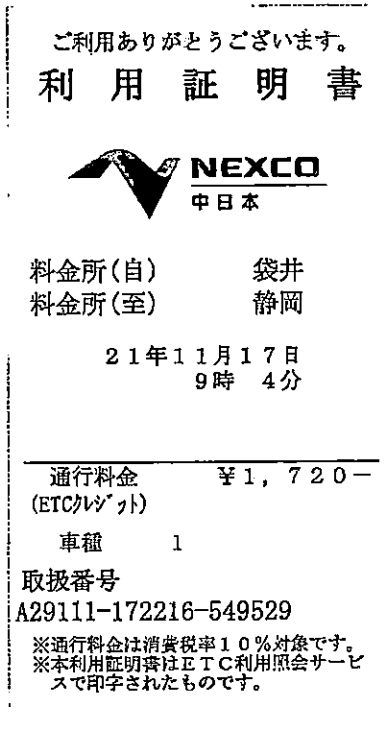 ご利用ありがとうございます。
利用証明書
NEXCO
中日本
料金所(自) 袋井
料金所(至) 静岡
21年11月17日
9時 4分
通行料金 ¥1,720−
(ETCクレジット)
車種 1
取扱番号
A29111-172216-549529
※通行料金は消費税率10%対象です。
※本利用証明書はETC利用照会サービ
スで印字されたものです。